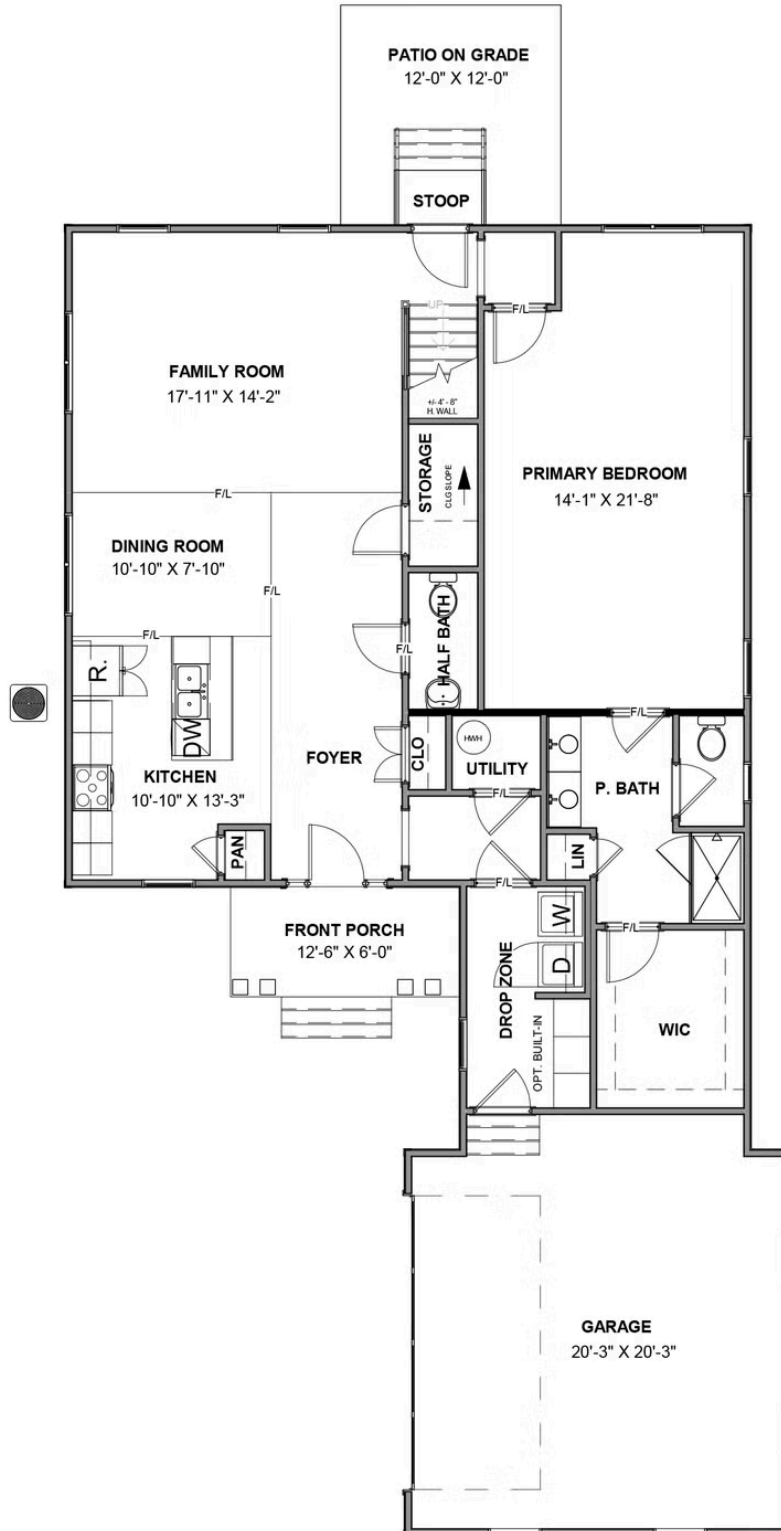 PATIO ON GRADE
12'-0" X 12'-0"
STOOP
F/L
UP
FAMILY ROOM
17'-11" X 14'-2"
+/- 4' - 8"
H. WALL
STORAGE
CLG SLOPE
PRIMARY BEDROOM
14'-1" X 21'-8"
F/L
DINING ROOM
10'-10" X 7'-10"
F/L
F/L
F/L
HALF BATH
R.
DW
F/L
HWH
CLO
UTILITY
FOYER
KITCHEN
10'-10" X 13'-3"
P. BATH
F/L
PAN
LIN
F/L
F/L
FRONT PORCH
12'-6" X 6'-0"
W
D
DROP ZONE
OPT. BUILT-IN
WIC
GARAGE
20'-3" X 20'-3"